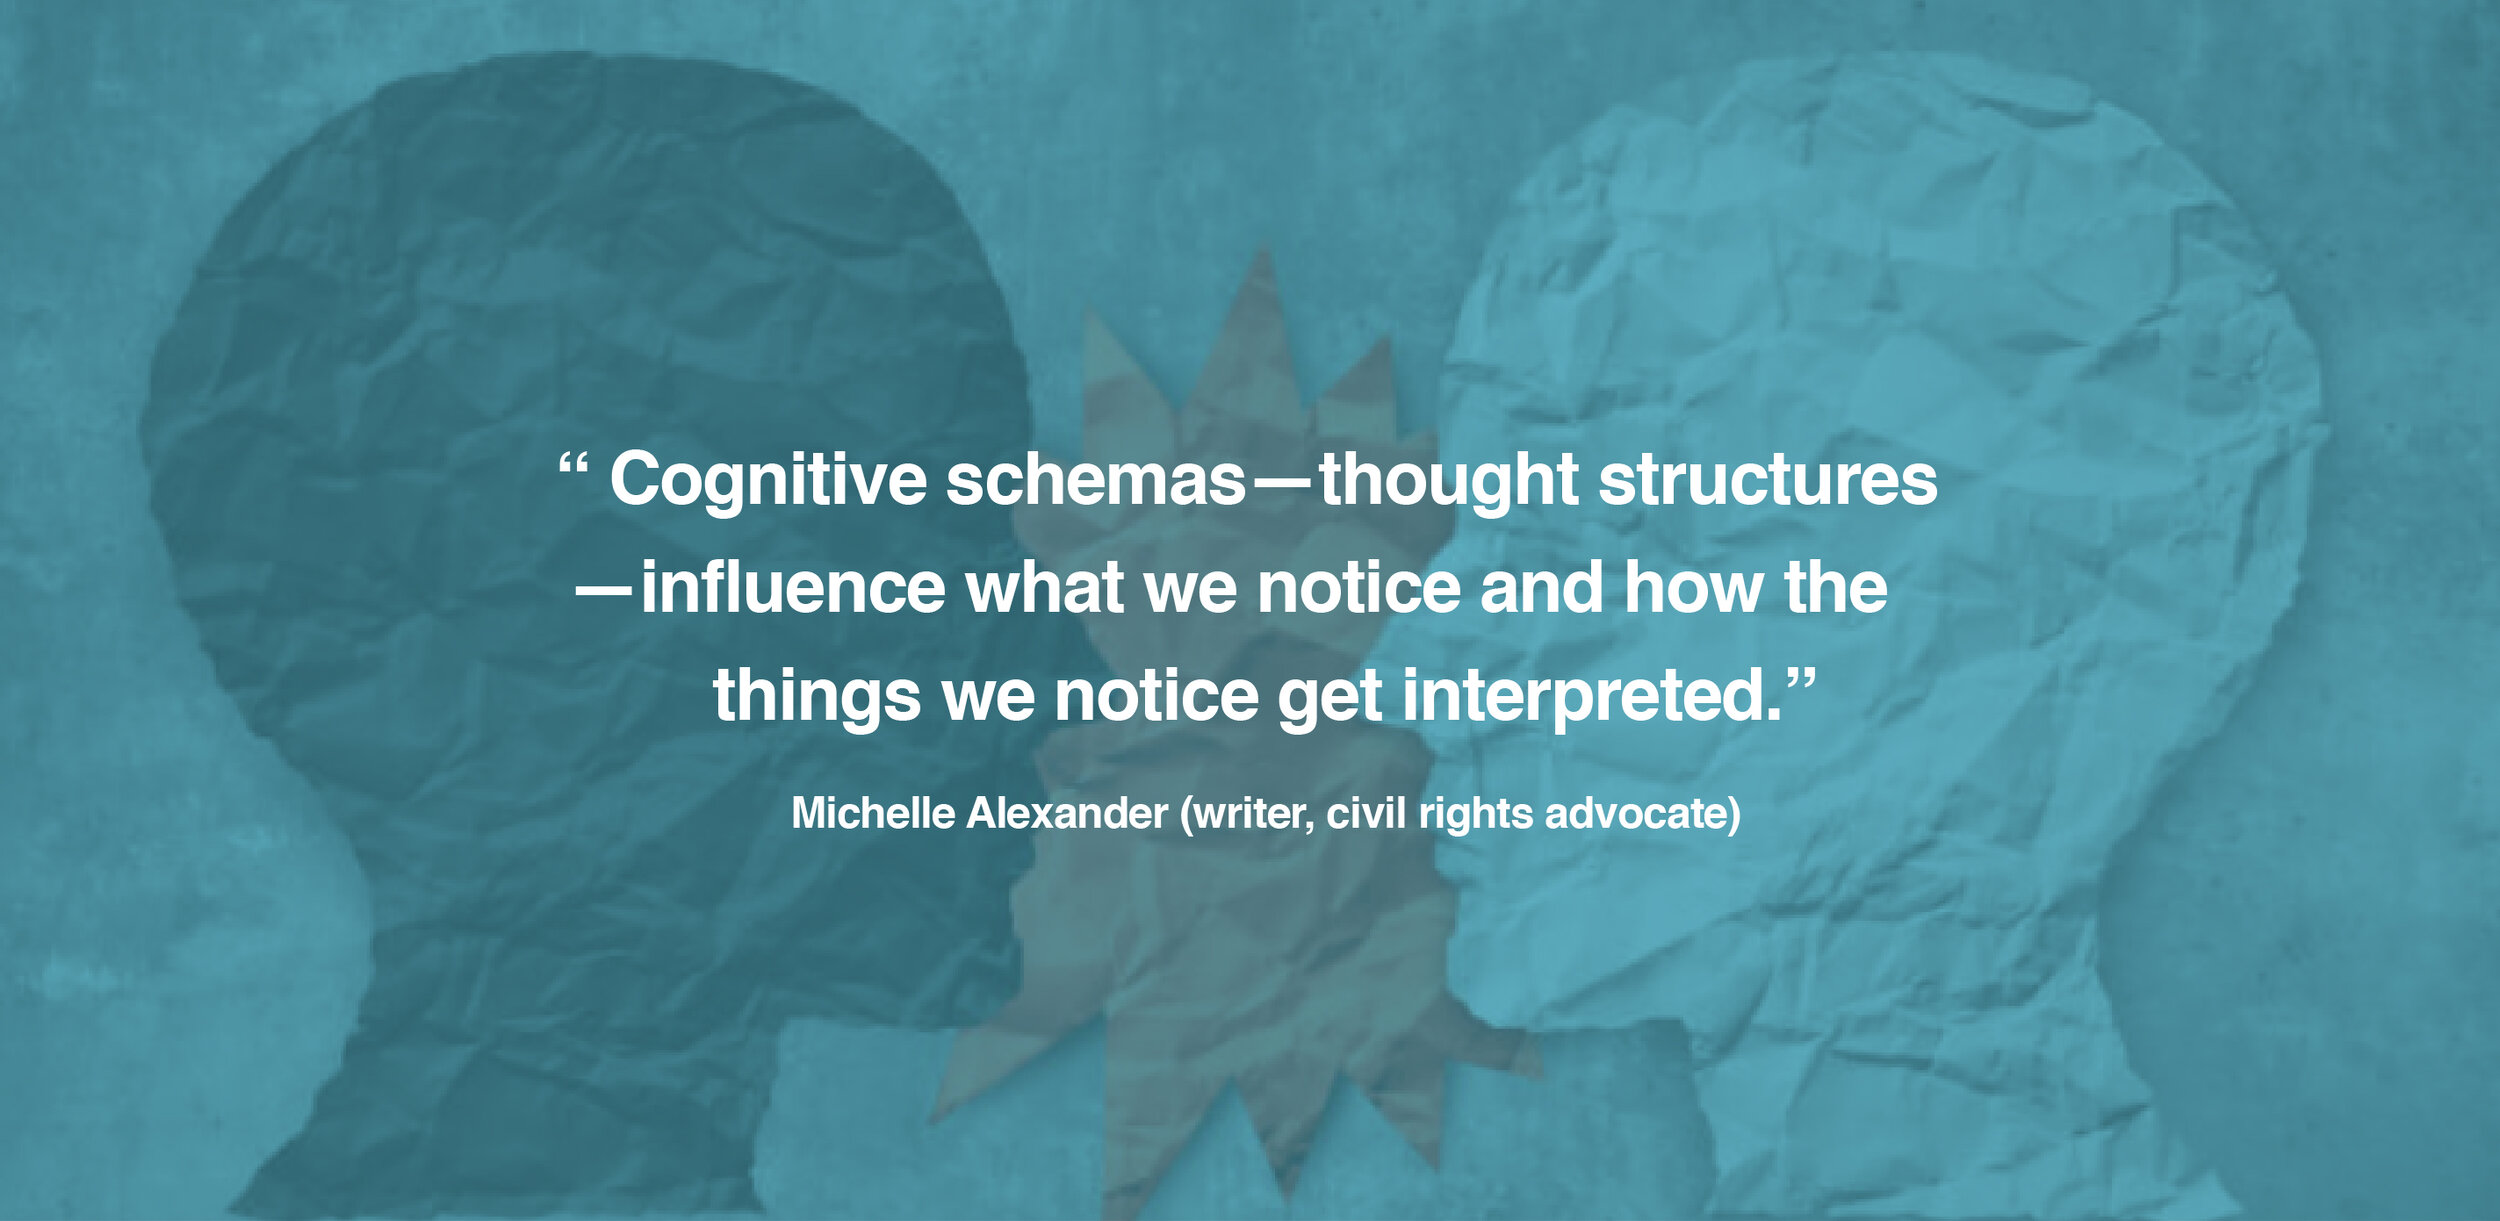 “ Cognitive schemas—thought structures
—influence what we notice and how the
things we notice get interpreted.”
Michelle Alexander (writer, civil rights advocate)